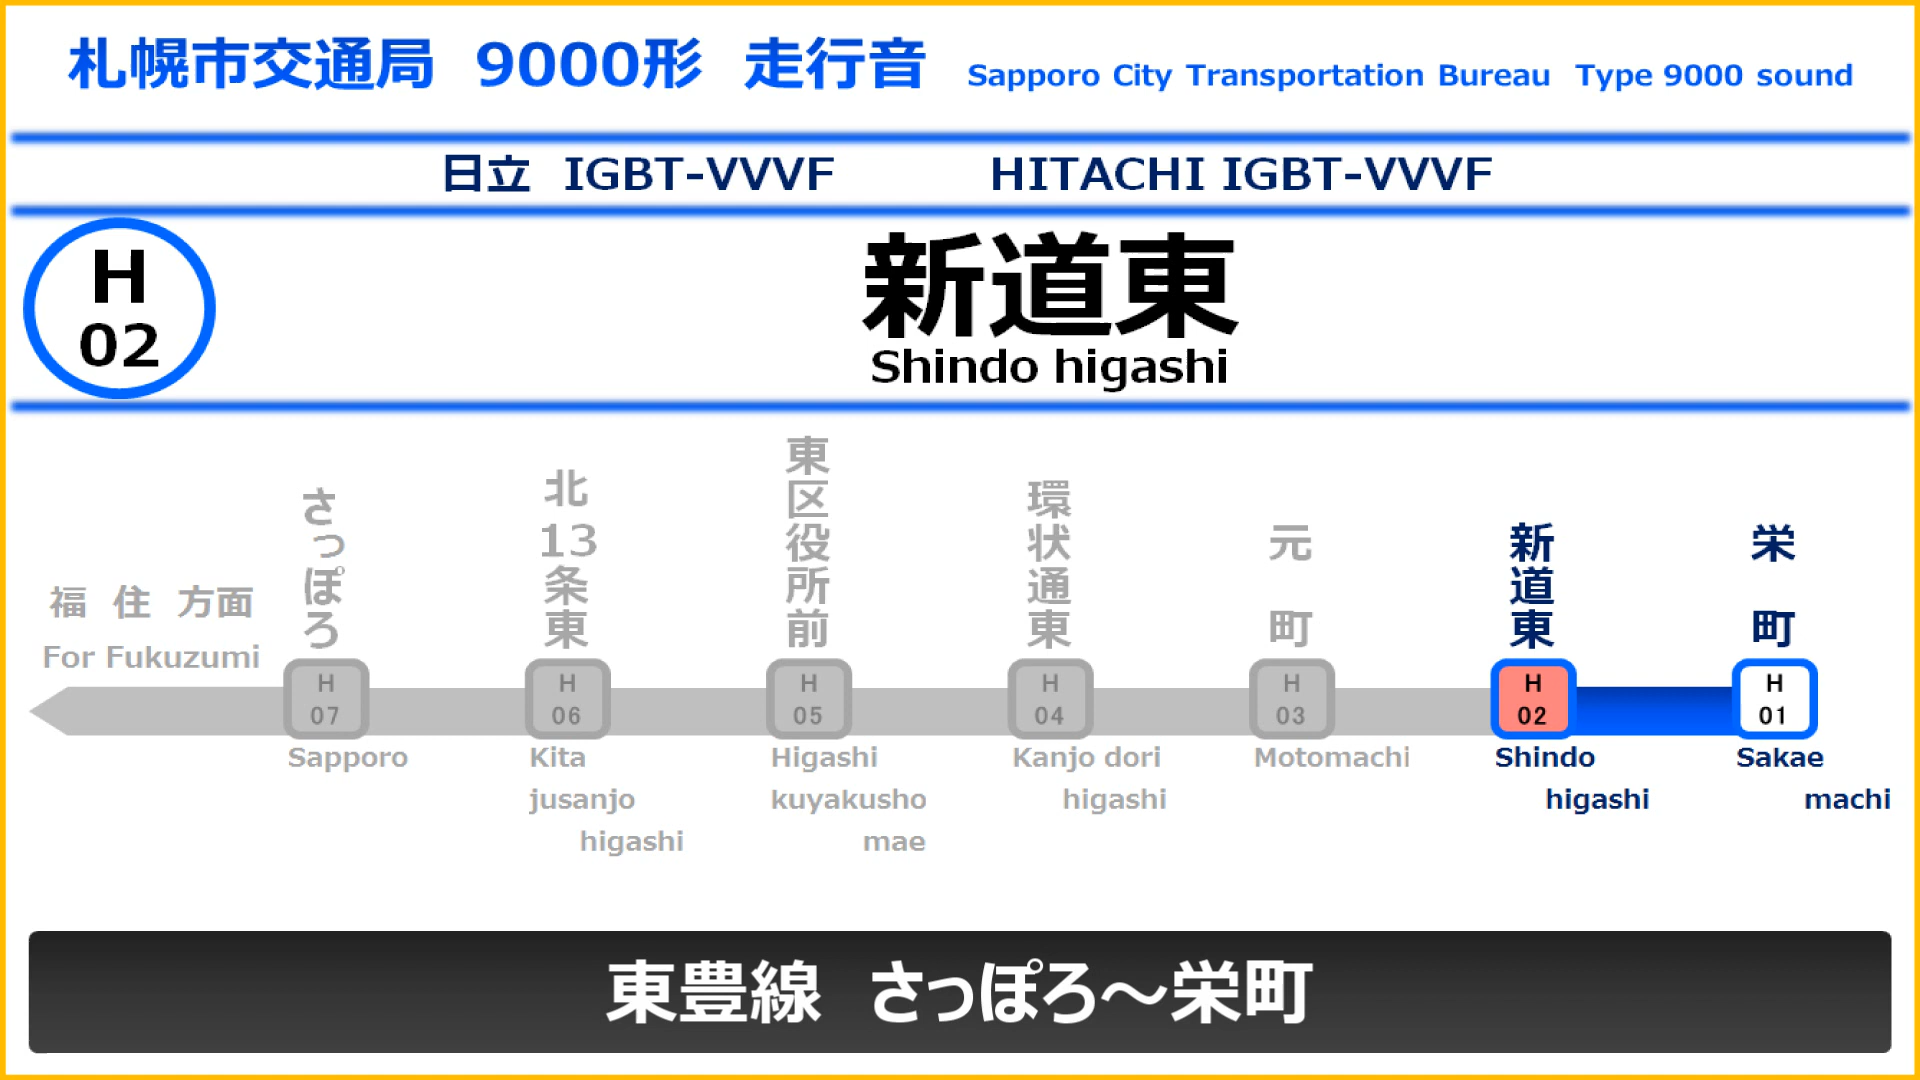 札幌市交通局　9000形　走行音　Sapporo City Transportation Bureau  Type 9000 sound
日立　IGBT-VVVF　　HITACHI IGBT-VVVF
H
02
新道東
Shindo higashi
福 住 方面
For Fukuzumi
さっぽろ
H
07
Sapporo
北13条東
H
06
Kita
jusanjo
higashi
東区役所前
H
05
Higashi
kuyakusho
mae
環状通東
H
04
Kanjo dori
higashi
元町
H
03
Motomachi
新道東
H
02
Shindo
higashi
栄町
H
01
Sakae
machi
東豊線　さっぽろ～栄町